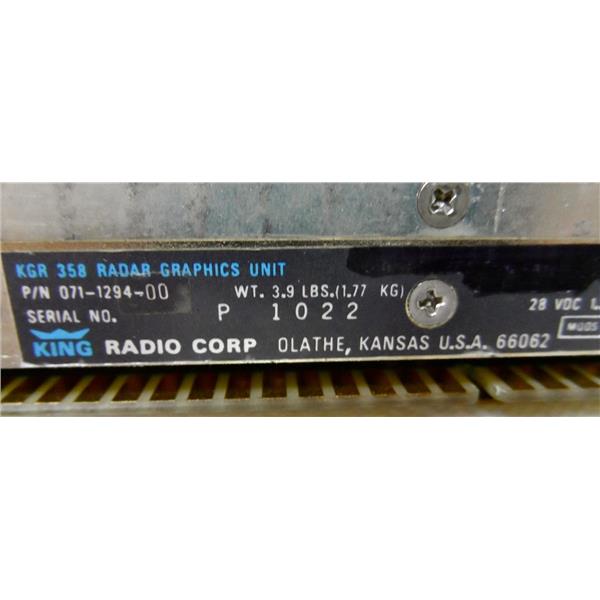 KGR 358 RADAR GRAPHICS UNIT
P/N 071-1294-00 WT. 3.9 LBS.(1.77 KG) 28 VDC
SERIAL NO. P 1022 MODS
KING RADIO CORP OLATHE, KANSAS U.S.A. 66062